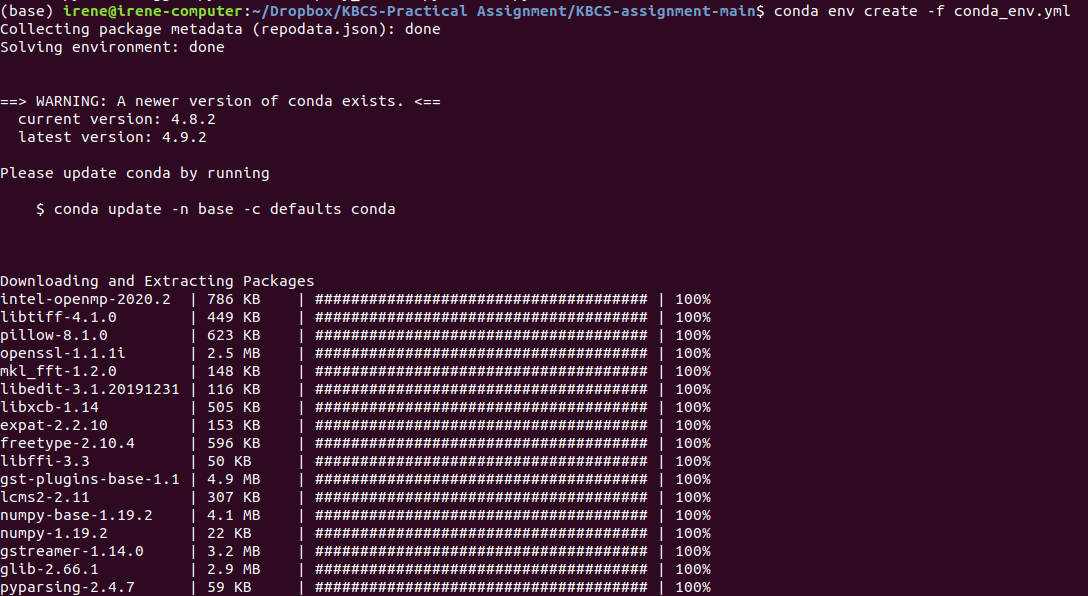 (base) irene@irene-computer:~/Dropbox/KBCS-Practical Assignment/KBCS-assignment-main$ conda env create -f conda_env.yml
Collecting package metadata (repodata.json): done
Solving environment: done
==> WARNING: A newer version of conda exists. <==
  current version: 4.8.2
  latest version: 4.9.2
Please update conda by running
    $ conda update -n base -c defaults conda
Downloading and Extracting Packages
intel-openmp-2020.2  | 786 KB    | ##################################### | 100%
libtiff-4.1.0        | 449 KB    | ##################################### | 100%
pillow-8.1.0         | 623 KB    | ##################################### | 100%
openssl-1.1.1i       | 2.5 MB    | ##################################### | 100%
mkl_fft-1.2.0        | 148 KB    | ##################################### | 100%
libedit-3.1.20191231 | 116 KB    | ##################################### | 100%
libxcb-1.14          | 505 KB    | ##################################### | 100%
expat-2.2.10         | 153 KB    | ##################################### | 100%
freetype-2.10.4      | 596 KB    | ##################################### | 100%
libffi-3.3           | 50 KB     | ##################################### | 100%
gst-plugins-base-1.1 | 4.9 MB    | ##################################### | 100%
lcms2-2.11           | 307 KB    | ##################################### | 100%
numpy-base-1.19.2    | 4.1 MB    | ##################################### | 100%
numpy-1.19.2         | 22 KB     | ##################################### | 100%
gstreamer-1.14.0     | 3.2 MB    | ##################################### | 100%
glib-2.66.1          | 2.9 MB    | ##################################### | 100%
pyparsing-2.4.7      | 59 KB     | ##################################### | 100%